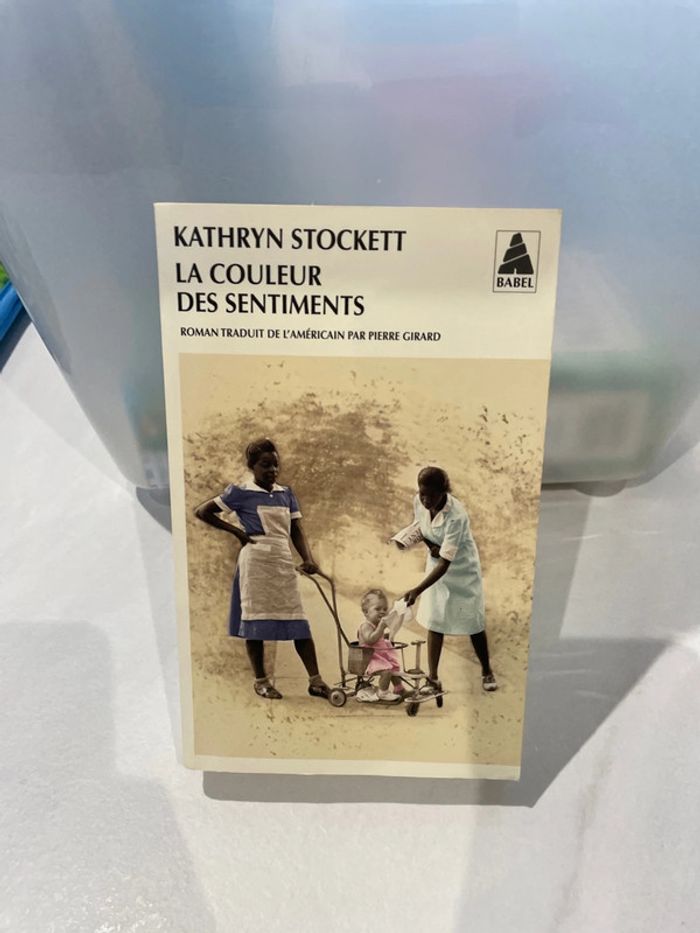 KATHRYN STOCKETT
LA COULEUR
DES SENTIMENTS
ROMAN TRADUIT DE L'AMÉRICAIN PAR PIERRE GIRARD
BABEL